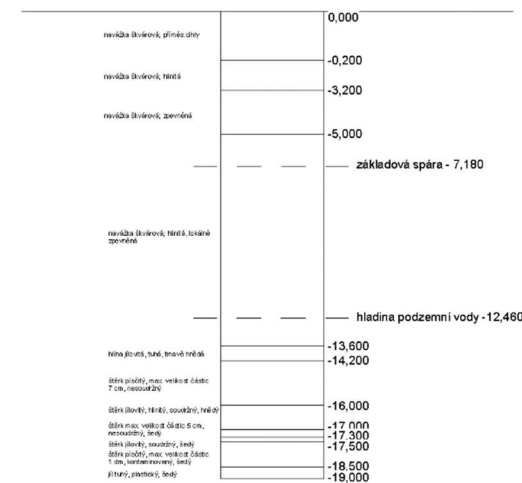 0,000
navážka škvárová, příměs cihly
-0,200
navážka škvárová, hlinitá
-3,200
navážka škvárová, zpevněná
-5,000
základová spára - 7,180
navážka škvárová, hlinitá, lokálně
zpevněná
hladina podzemní vody -12,460
-13,600
hlína jílovitá, tuhá, tmavě hnědá
-14,200
štěrk písčitý, max. velikost částic
7 cm, nesoudržný
-16,000
štěrk jílovitý, hlinitý, soudržný, hnědý
štěrk max. velikost částic 5 cm,
nesoudržný, šedý
-17,000
-17,300
štěrk jílovitý, soudržný, šedý
-17,500
štěrk písčitý, max. velikost částic
1 dm, kontaminovaný, šedý
-18,500
jíl tuhý, plastický, šedý
-19,000